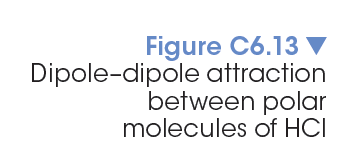 Figure C6.13 ▼
Dipole–dipole attraction
between polar
molecules of HCl